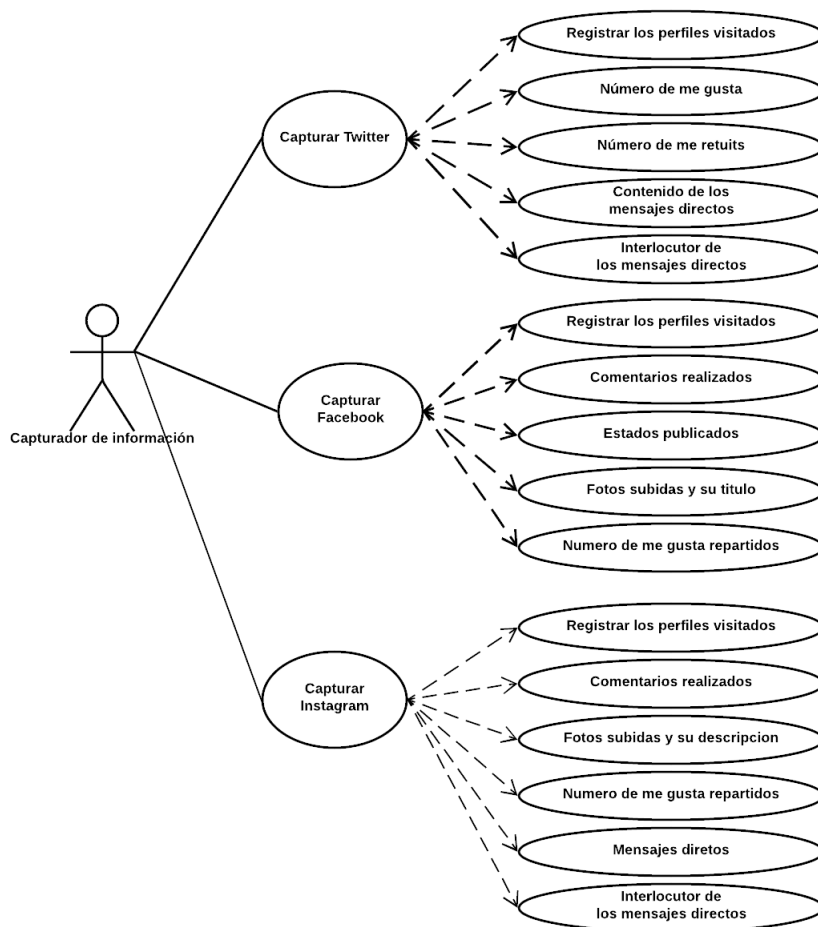 Registrar los perfiles visitados
Número de me gusta
Capturar Twitter
Número de me retuits
Contenido de los
mensajes directos
Interlocutor de
los mensajes directos
Registrar los perfiles visitados
Comentarios realizados
Capturar
Facebook
Estados publicados
Capturador de información
Fotos subidas y su titulo
Numero de me gusta repartidos
Registrar los perfiles visitados
Comentarios realizados
Capturar
Instagram
Fotos subidas y su descripcion
Numero de me gusta repartidos
Mensajes diretos
Interlocutor de
los mensajes directos